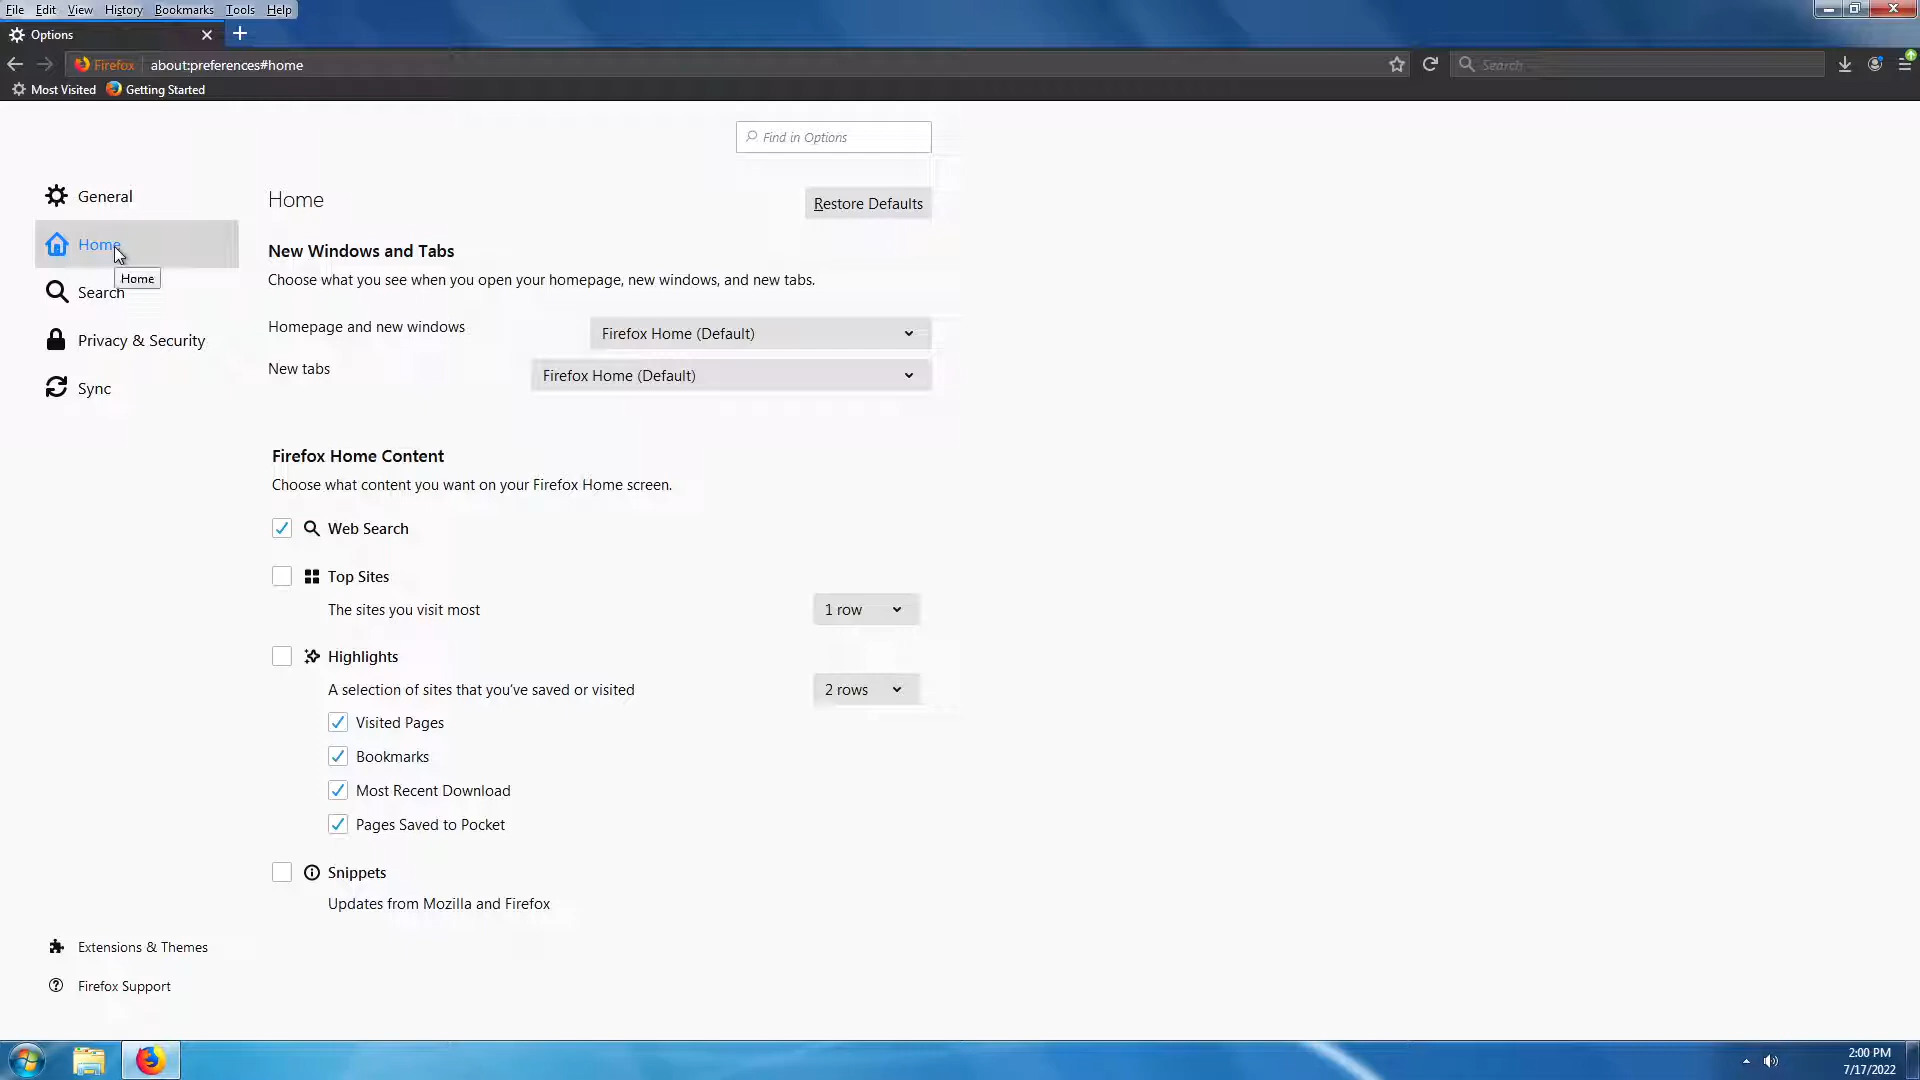 File Edit View History Bookmarks Tools Help
Options
Firefox about:preferences#home Search
Most Visited Getting Started
Find in Options
General
Home
Home
Search
Privacy & Security
Sync
Extensions & Themes
Firefox Support
Home
Restore Defaults
New Windows and Tabs
Choose what you see when you open your homepage, new windows, and new tabs.
Homepage and new windows Firefox Home (Default)
New tabs Firefox Home (Default)
Firefox Home Content
Choose what content you want on your Firefox Home screen.
Web Search
Top Sites
The sites you visit most 1 row
Highlights
A selection of sites that you've saved or visited 2 rows
Visited Pages
Bookmarks
Most Recent Download
Pages Saved to Pocket
Snippets
Updates from Mozilla and Firefox
2:00 PM
7/17/2022